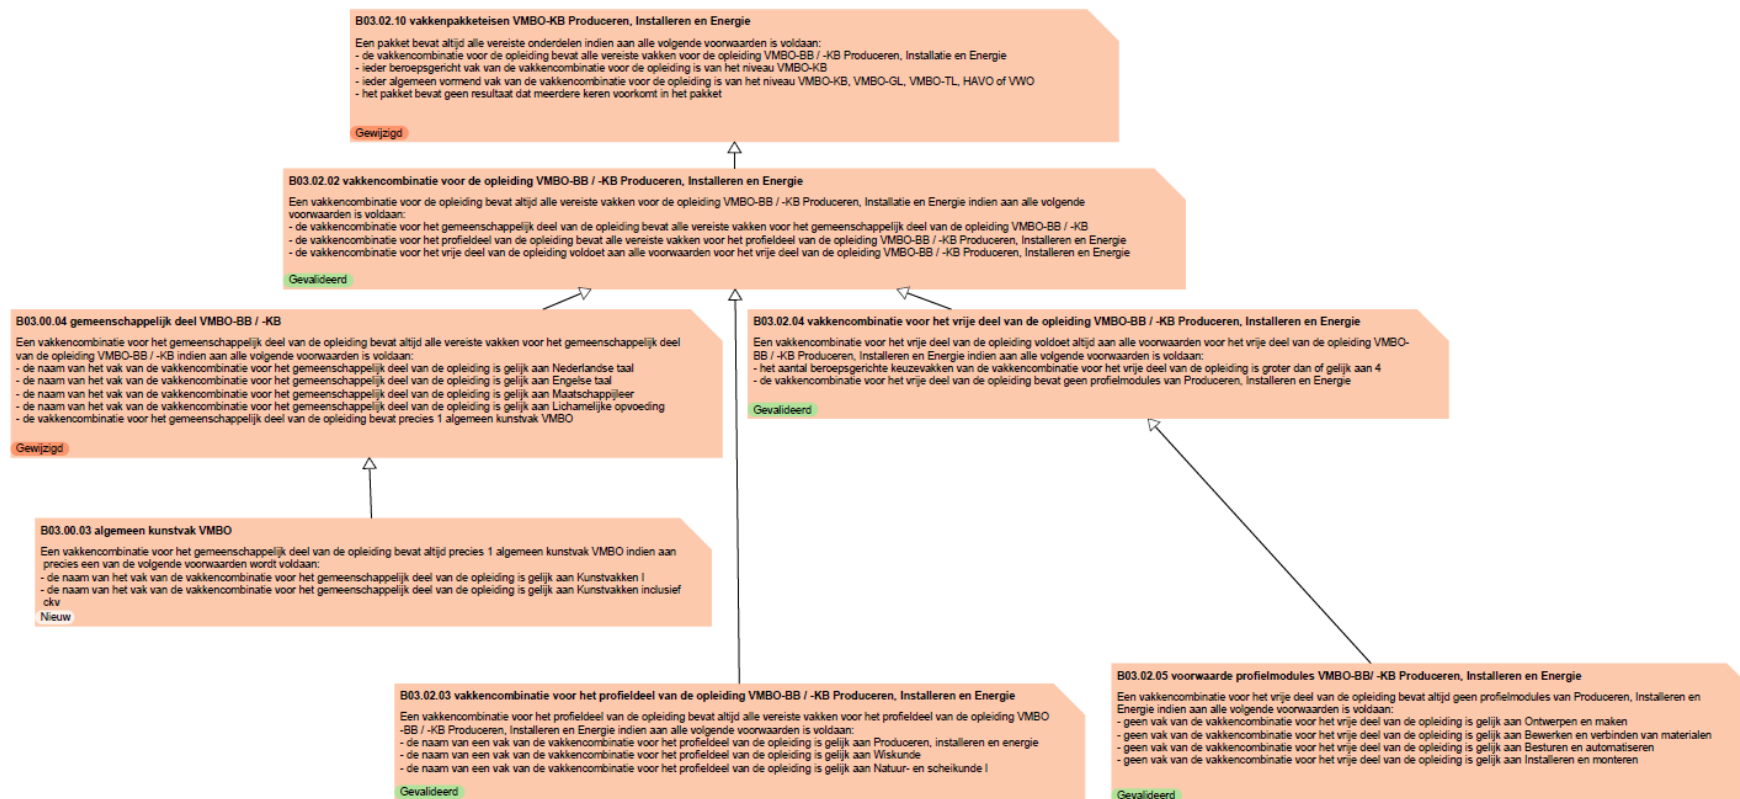 B03.02.10 vakkenpakketeisen VMBO-KB Produceren, Installeren en Energie
Een pakket bevat altijd alle vereiste onderdelen indien aan alle volgende voorwaarden is voldaan:
- de vakkencombinatie voor de opleiding bevat alle vereiste vakken voor de opleiding VMBO-BB / -KB Produceren, Installatie en Energie
- ieder beroepsgericht vak van de vakkencombinatie voor de opleiding is van het niveau VMBO-KB
- ieder algemeen vormend vak van de vakkencombinatie voor de opleiding is van het niveau VMBO-KB, VMBO-GL, VMBO-TL, HAVO of VWO
- het pakket bevat geen resultaat dat meerdere keren voorkomt in het pakket
Gewijzigd
B03.02.02 vakkencombinatie voor de opleiding VMBO-BB / -KB Produceren, Installeren en Energie
Een vakkencombinatie voor de opleiding bevat altijd alle vereiste vakken voor de opleiding VMBO-BB / -KB Produceren, Installatie en Energie indien aan alle volgende
voorwaarden is voldaan:
- de vakkencombinatie voor het gemeenschappelijk deel van de opleiding bevat alle vereiste vakken voor het gemeenschappelijk deel van de opleiding VMBO-BB / -KB
- de vakkencombinatie voor het profieldeel van de opleiding bevat alle vereiste vakken voor het profieldeel van de opleiding VMBO-BB / -KB Produceren, Installeren en Energie
- de vakkencombinatie voor het vrije deel van de opleiding voldoet aan alle voorwaarden voor het vrije deel van de opleiding VMBO-BB / -KB Produceren, Installeren en Energie
Gevalideerd
B03.00.04 gemeenschappelijk deel VMBO-BB / -KB
Een vakkencombinatie voor het gemeenschappelijk deel van de opleiding bevat altijd alle vereiste vakken voor het gemeenschappelijk deel
van de opleiding VMBO-BB / -KB indien aan alle volgende voorwaarden is voldaan:
- de naam van het vak van de vakkencombinatie voor het gemeenschappelijk deel van de opleiding is gelijk aan Nederlandse taal
- de naam van het vak van de vakkencombinatie voor het gemeenschappelijk deel van de opleiding is gelijk aan Engelse taal
- de naam van het vak van de vakkencombinatie voor het gemeenschappelijk deel van de opleiding is gelijk aan Maatschappijleer
- de naam van het vak van de vakkencombinatie voor het gemeenschappelijk deel van de opleiding is gelijk aan Lichamelijke opvoeding
- de vakkencombinatie voor het gemeenschappelijk deel van de opleiding bevat precies 1 algemeen kunstvak VMBO
Gewijzigd
B03.02.04 vakkencombinatie voor het vrije deel van de opleiding VMBO-BB / -KB Produceren, Installeren en Energie
Een vakkencombinatie voor het vrije deel van de opleiding voldoet altijd aan alle voorwaarden voor het vrije deel van de opleiding VMBO-
BB / -KB Produceren, Installeren en Energie indien aan alle volgende voorwaarden is voldaan:
- het aantal beroepsgerichte keuzevakken van de vakkencombinatie voor het vrije deel van de opleiding is groter dan of gelijk aan 4
- de vakkencombinatie voor het vrije deel van de opleiding bevat geen profielmodules van Produceren, Installeren en Energie
Gevalideerd
B03.00.03 algemeen kunstvak VMBO
Een vakkencombinatie voor het gemeenschappelijk deel van de opleiding bevat altijd precies 1 algemeen kunstvak VMBO indien aan
precies een van de volgende voorwaarden wordt voldaan:
- de naam van het vak van de vakkencombinatie voor het gemeenschappelijk deel van de opleiding is gelijk aan Kunstvakken I
- de naam van het vak van de vakkencombinatie voor het gemeenschappelijk deel van de opleiding is gelijk aan Kunstvakken inclusief
ckv
Nieuw
B03.02.03 vakkencombinatie voor het profieldeel van de opleiding VMBO-BB / -KB Produceren, Installeren en Energie
Een vakkencombinatie voor het profieldeel van de opleiding bevat altijd alle vereiste vakken voor het profieldeel van de opleiding VMBO
-BB / -KB Produceren, Installeren en Energie indien aan alle volgende voorwaarden is voldaan:
- de naam van een vak van de vakkencombinatie voor het profieldeel van de opleiding is gelijk aan Produceren, installeren en energie
- de naam van een vak van de vakkencombinatie voor het profieldeel van de opleiding is gelijk aan Wiskunde
- de naam van een vak van de vakkencombinatie voor het profieldeel van de opleiding is gelijk aan Natuur- en scheikunde I
Gevalideerd
B03.02.05 voorwaarde profielmodules VMBO-BB/ -KB Produceren, Installeren en Energie
Een vakkencombinatie voor het vrije deel van de opleiding bevat altijd geen profielmodules van Produceren, Installeren en
Energie indien aan alle volgende voorwaarden is voldaan:
- geen vak van de vakkencombinatie voor het vrije deel van de opleiding is gelijk aan Ontwerpen en maken
- geen vak van de vakkencombinatie voor het vrije deel van de opleiding is gelijk aan Bewerken en verbinden van materialen
- geen vak van de vakkencombinatie voor het vrije deel van de opleiding is gelijk aan Besturen en automatiseren
- geen vak van de vakkencombinatie voor het vrije deel van de opleiding is gelijk aan Installeren en monteren
Gevalideerd